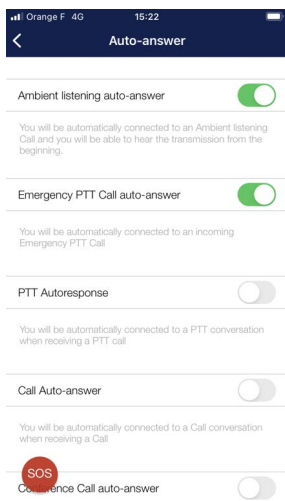 Orange F 4G 15:22
Auto-answer
Ambient listening auto-answer
You will be automatically connected to an Ambient listening
Call and you will be able to hear the transmission from the
beginning.
Emergency PTT Call auto-answer
You will be automatically connected to an incoming
Emergency PTT Call
PTT Autoresponse
You will be automatically connected to a PTT conversation
when receiving a PTT call
Call Auto-answer
You will be automatically connected to a Call conversation
when receiving a Call
SOS
Conference Call auto-answer